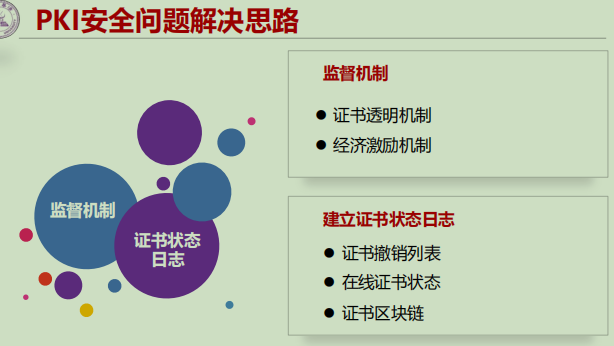 PKI安全问题解决思路
监督机制
证书透明机制
经济激励机制
监督机制
证书状态
日志
建立证书状态日志
证书撤销列表
在线证书状态
证书区块链